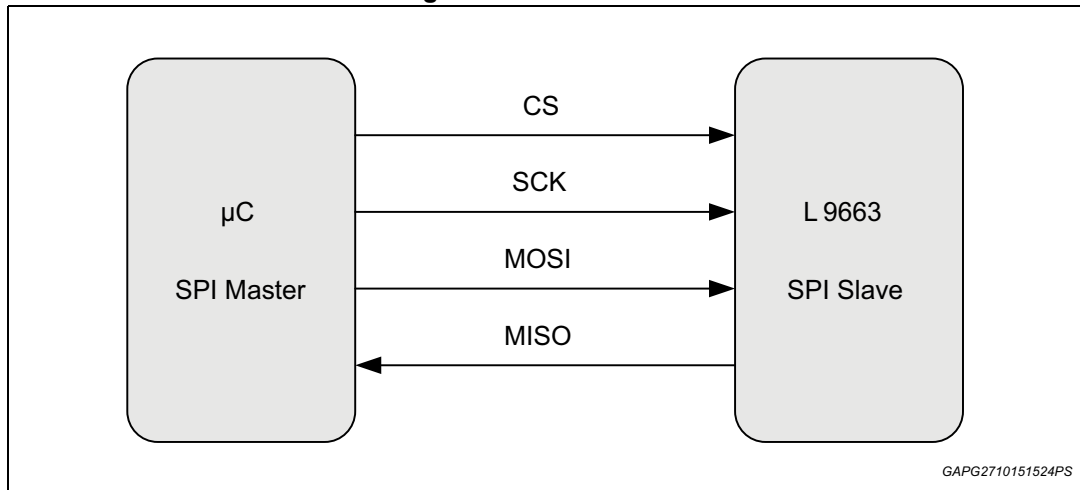 CS
SCK
µC
L 9663
MOSI
SPI Master
SPI Slave
MISO
GAPG2710151524PS